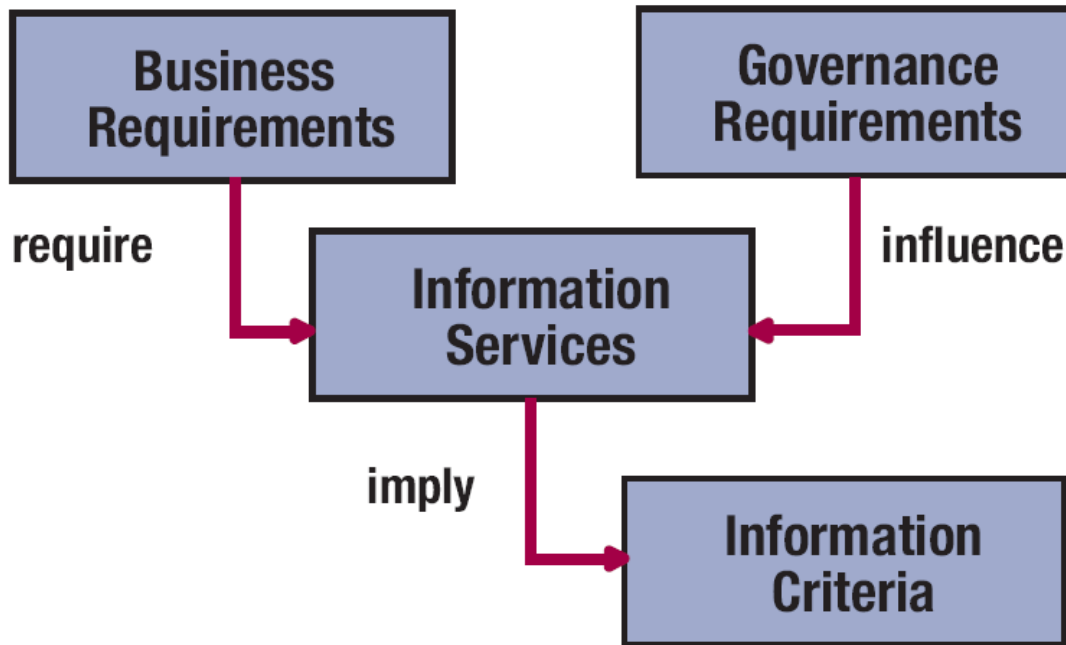 Business
Requirements
Governance
Requirements
require
influence
Information
Services
imply
Information
Criteria